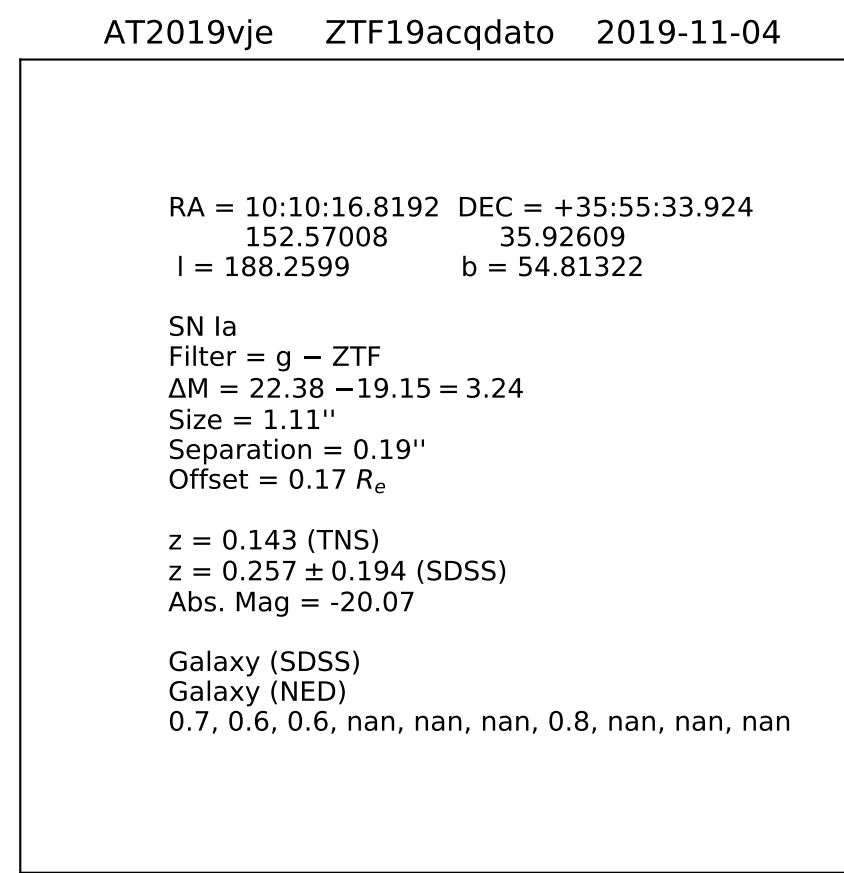 AT2019vje ZTF19acqdato 2019-11-04
RA = 10:10:16.8192 DEC = +35:55:33.924
152.57008 35.92609
l = 188.2599 b = 54.81322
SN Ia
Filter = g − ZTF
ΔM = 22.38 −19.15 = 3.24
Size = 1.11''
Separation = 0.19''
Offset = 0.17 Re
z = 0.143 (TNS)
z = 0.257 ± 0.194 (SDSS)
Abs. Mag = -20.07
Galaxy (SDSS)
Galaxy (NED)
0.7, 0.6, 0.6, nan, nan, nan, 0.8, nan, nan, nan